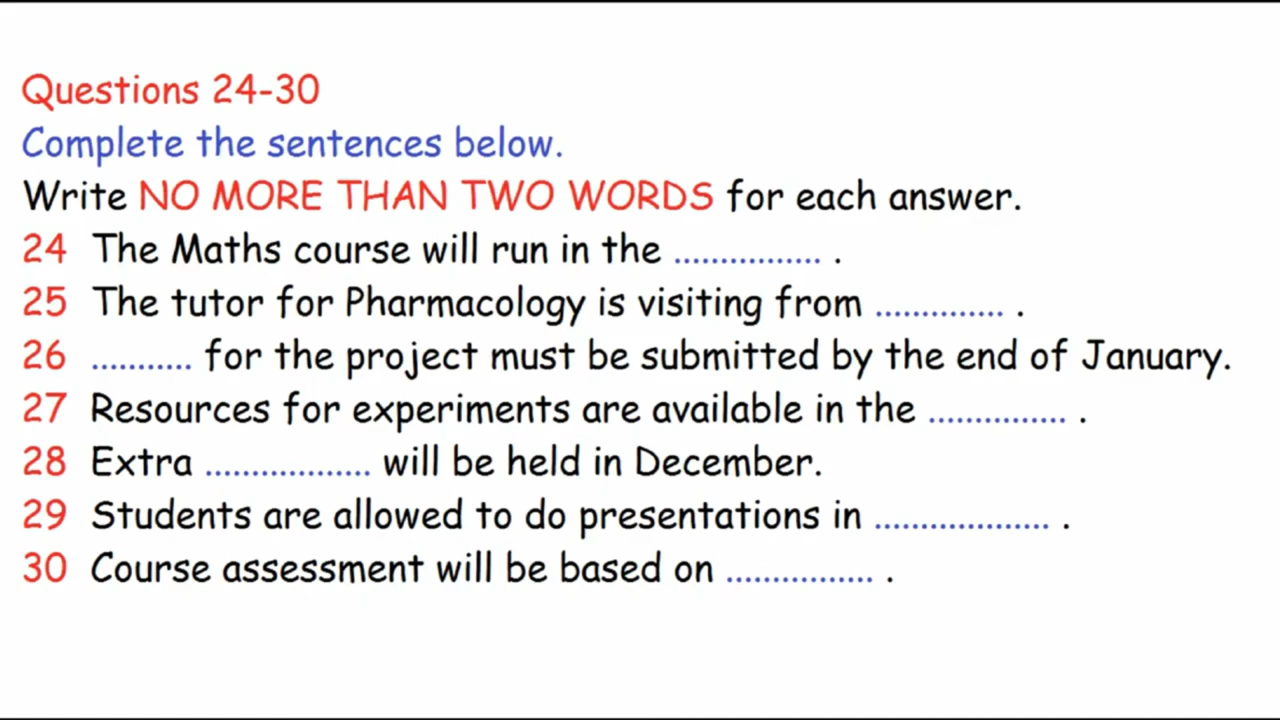 Questions 24-30
Complete the sentences below.
Write NO MORE THAN TWO WORDS for each answer.
24 The Maths course will run in the ................ .
25 The tutor for Pharmacology is visiting from .............. .
26 ........... for the project must be submitted by the end of January.
27 Resources for experiments are available in the ............... .
28 Extra .................. will be held in December.
29 Students are allowed to do presentations in ................... .
30 Course assessment will be based on ................ .